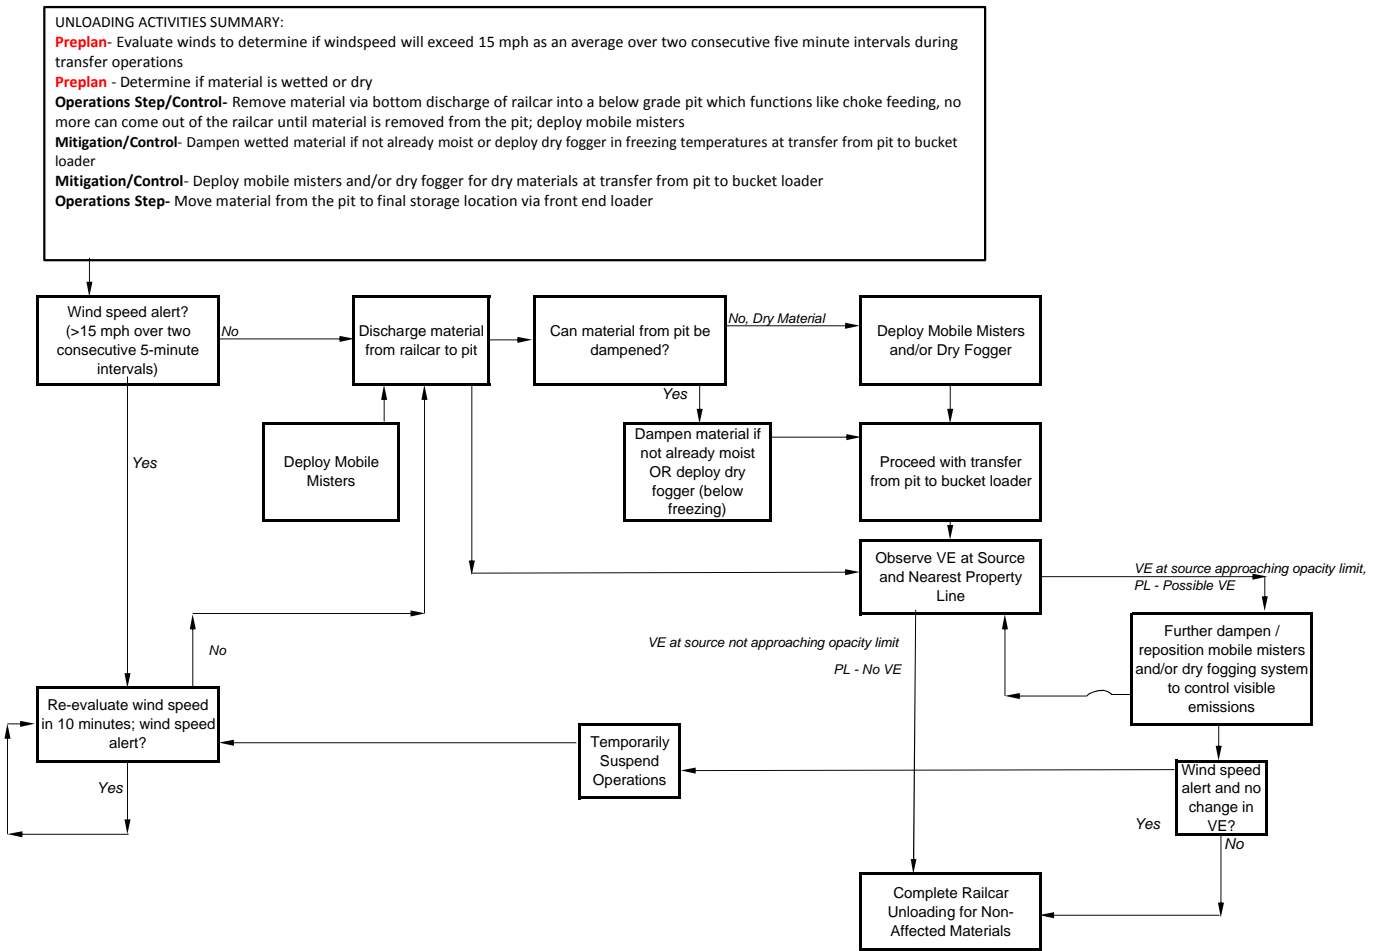 UNLOADING ACTIVITIES SUMMARY:
Preplan- Evaluate winds to determine if windspeed will exceed 15 mph as an average over two consecutive five minute intervals during
transfer operations
Preplan - Determine if material is wetted or dry
Operations Step/Control- Remove material via bottom discharge of railcar into a below grade pit which functions like choke feeding, no
more can come out of the railcar until material is removed from the pit; deploy mobile misters
Mitigation/Control- Dampen wetted material if not already moist or deploy dry fogger in freezing temperatures at transfer from pit to bucket
loader
Mitigation/Control- Deploy mobile misters and/or dry fogger for dry materials at transfer from pit to bucket loader
Operations Step- Move material from the pit to final storage location via front end loader
Wind speed alert?
(>15 mph over two
consecutive 5-minute
intervals)
No
Discharge material
from railcar to pit
Can material from pit be
dampened?
No, Dry Material
Deploy Mobile Misters
and/or Dry Fogger
Yes
Yes
Deploy Mobile
Misters
Dampen material if
not already moist
OR deploy dry
fogger (below
freezing)
Proceed with transfer
from pit to bucket loader
Observe VE at Source
and Nearest Property
Line
VE at source approaching opacity limit,
PL - Possible VE
VE at source not approaching opacity limit
PL - No VE
Further dampen /
reposition mobile misters
and/or dry fogging system
to control visible
emissions
No
Re-evaluate wind speed
in 10 minutes; wind speed
alert?
Yes
Temporarily
Suspend
Operations
Wind speed
alert and no
change in
VE?
Yes
No
Complete Railcar
Unloading for Non-
Affected Materials